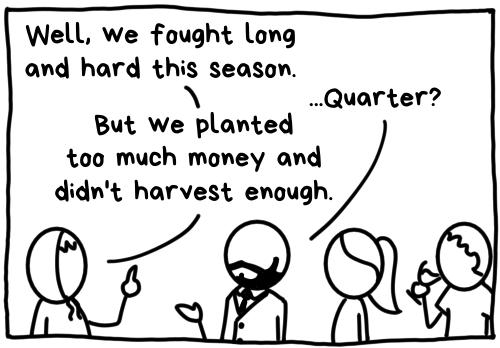 Well, we fought long
and hard this season.
But we planted
too much money and
didn't harvest enough.
...Quarter?